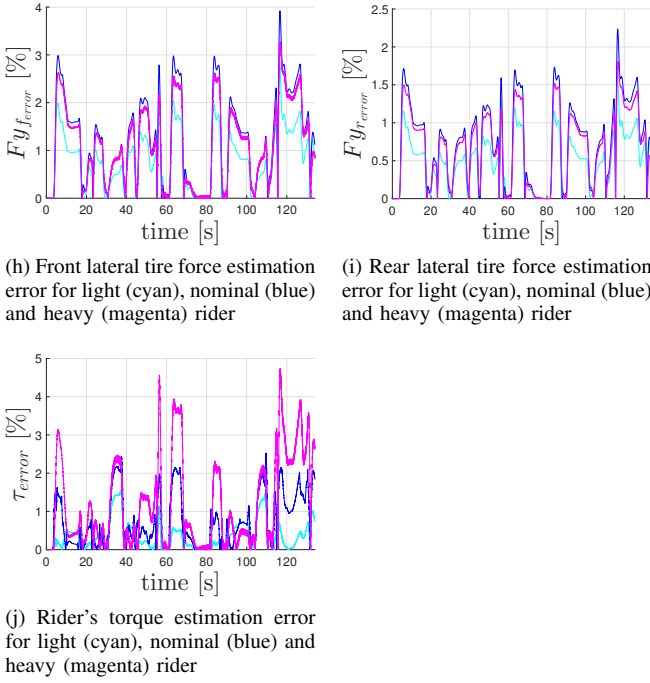 4
3
2
1
0
Fy_{f_{error}} [%]
0 20 40 60 80 100 120
time [s]
(h) Front lateral tire force estimation
error for light (cyan), nominal (blue)
and heavy (magenta) rider
2.5
2
1.5
1
0.5
0
Fy_{r_{error}} [%]
0 20 40 60 80 100 120
time [s]
(i) Rear lateral tire force estimation
error for light (cyan), nominal (blue)
and heavy (magenta) rider
5
4
3
2
1
0
τ_{error} [%]
0 20 40 60 80 100 120
time [s]
(j) Rider's torque estimation error
for light (cyan), nominal (blue) and
heavy (magenta) rider